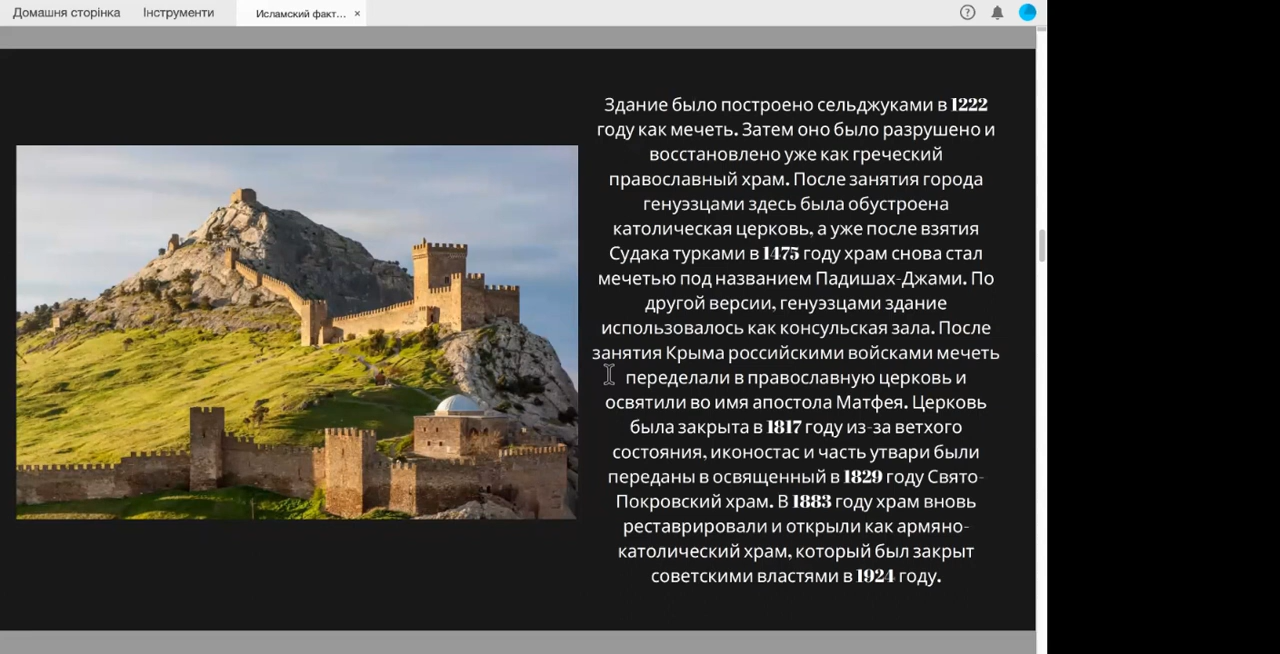 Домашня сторінка
Інструменти
Исламский факт...
Здание было построено сельджуками в 1222
году как мечеть. Затем оно было разрушено и
восстановлено уже как греческий
православный храм. После занятия города
генуэзцами здесь была обустроена
католическая церковь, а уже после взятия
Судака турками в 1475 году храм снова стал
мечетью под названием Падишах-Джами. По
другой версии, генуэзцами здание
использовалось как консульская зала. После
занятия Крыма российскими войсками мечеть
переделали в православную церковь и
освятили во имя апостола Матфея. Церковь
была закрыта в 1817 году из-за ветхого
состояния, иконостас и часть утвари были
переданы в освященный в 1829 году Свято-
Покровский храм. В 1883 году храм вновь
реставрировали и открыли как армяно-
католический храм, который был закрыт
советскими властями в 1924 году.